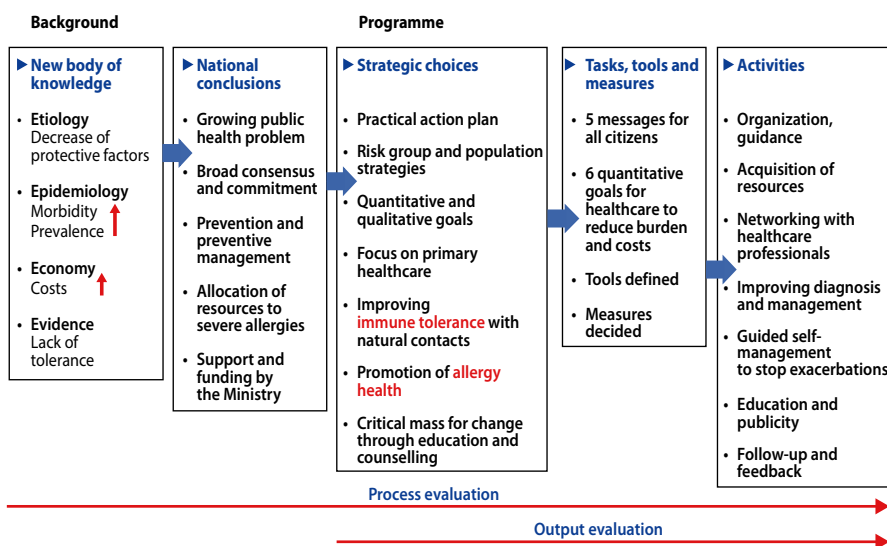 Background
Programme
New body of
knowledge
• Etiology
Decrease of
protective factors
• Epidemiology
Morbidity
Prevalence
• Economy
Costs
• Evidence
Lack of
tolerance
National
conclusions
• Growing public
health problem
• Broad consensus
and commitment
• Prevention and
preventive
management
• Allocation of
resources to
severe allergies
• Support and
funding by
the Ministry
Strategic choices
• Practical action plan
• Risk group and population
strategies
• Quantitative and
qualitative goals
• Focus on primary
healthcare
• Improving
immune tolerance with
natural contacts
• Promotion of allergy
health
• Critical mass for change
through education and
counselling
Tasks, tools and
measures
• 5 messages for
all citizens
• 6 quantitative
goals for
healthcare to
reduce burden
and costs
• Tools defined
• Measures
decided
Activities
• Organization,
guidance
• Acquisition of
resources
• Networking with
healthcare
professionals
• Improving diagnosis
and management
• Guided self-
management
to stop exacerbations
• Education and
publicity
• Follow-up and
feedback
Process evaluation
Output evaluation